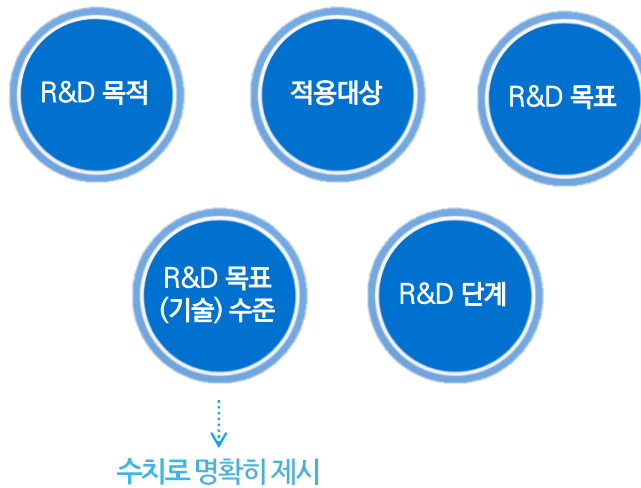 R&D 목적
적용대상
R&D 목표
R&D 목표
(기술) 수준
R&D 단계
수치로 명확히 제시